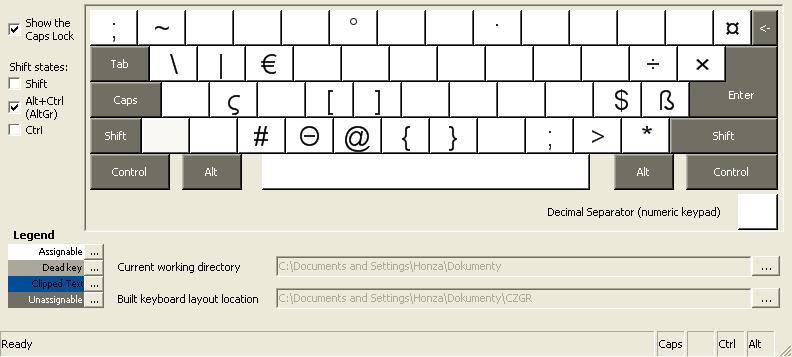 Show the
Caps Lock
Shift states:
Shift
Alt+Ctrl
(AltGr)
Ctrl
; ~ ° · ¤ <-
Tab \ | € ÷ ×
Caps ς [ ] $ ß Enter
Shift # Θ @ { } ; > * Shift
Control Alt Alt Control
Decimal Separator (numeric keypad)
Legend
Assignable ...
Dead key ...
Clipped Text ...
Unassignable ...
Current working directory C:\Documents and Settings\Honza\Dokumenty ...
Built keyboard layout location C:\Documents and Settings\Honza\Dokumenty\CZGR ...
Ready Caps Ctrl Alt